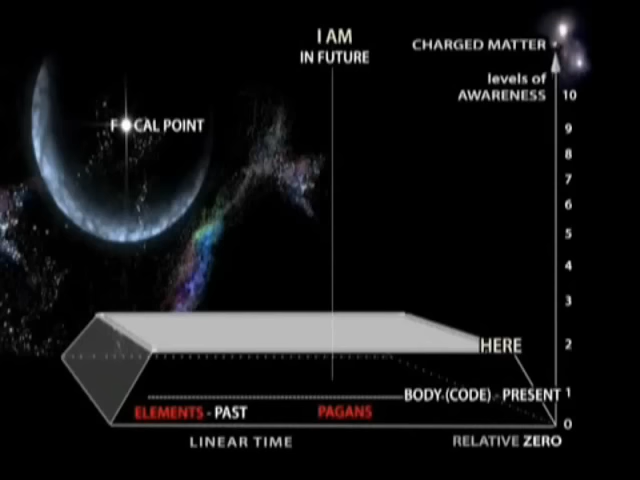 I AM
IN FUTURE
CHARGED MATTER
levels of
AWARENESS
10
F CAL POINT
9
8
7
6
5
4
3
HERE
2
BODY (CODE) - PRESENT
1
ELEMENTS - PAST
PAGANS
0
LINEAR TIME
RELATIVE ZERO